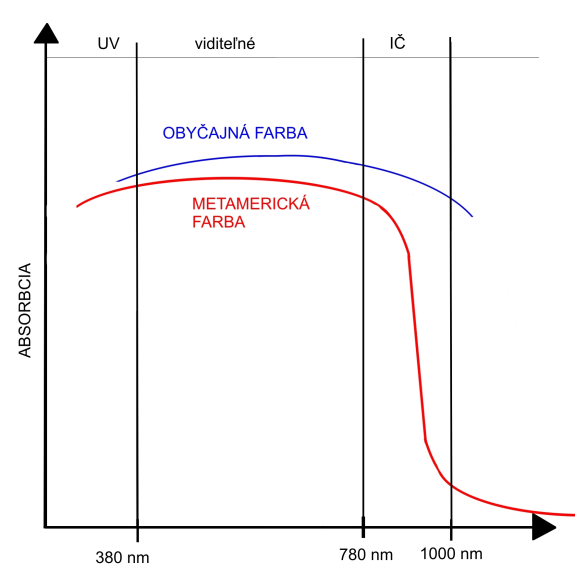 UV viditeľné IČ
OBYČAJNÁ FARBA
METAMERICKÁ
FARBA
ABSORBCIA
380 nm 780 nm 1000 nm